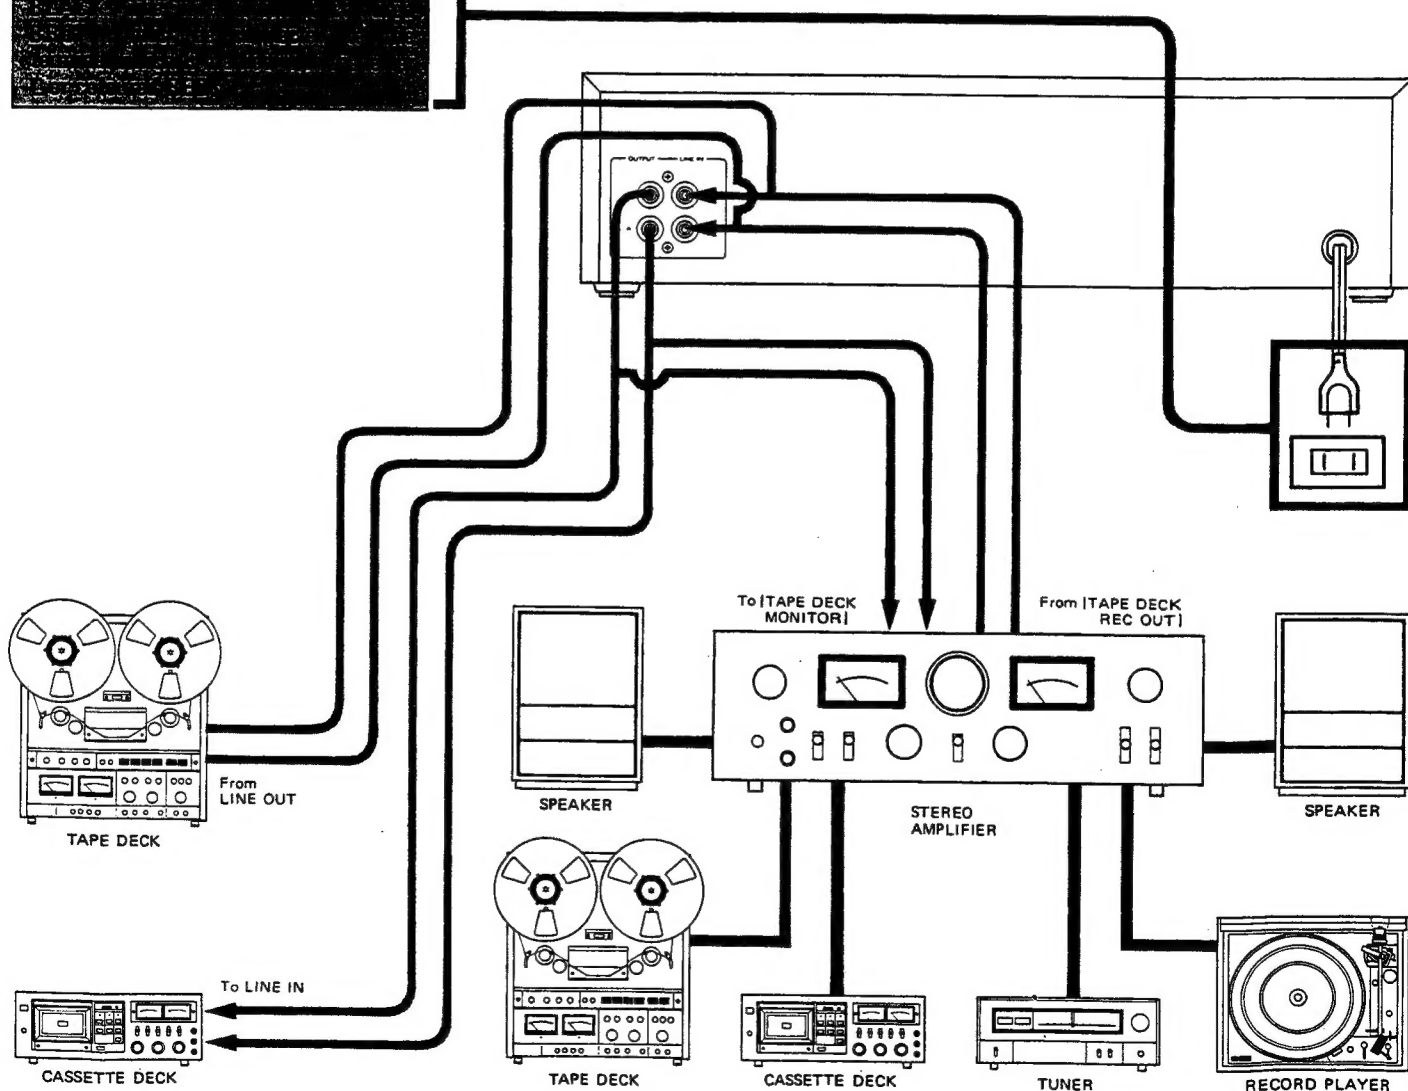 OUTPUT
LINE IN
To [TAPE DECK
MONITOR]
From [TAPE DECK
REC OUT]
From
LINE OUT
TAPE DECK
SPEAKER
STEREO
AMPLIFIER
SPEAKER
To LINE IN
CASSETTE DECK
TAPE DECK
CASSETTE DECK
TUNER
RECORD PLAYER